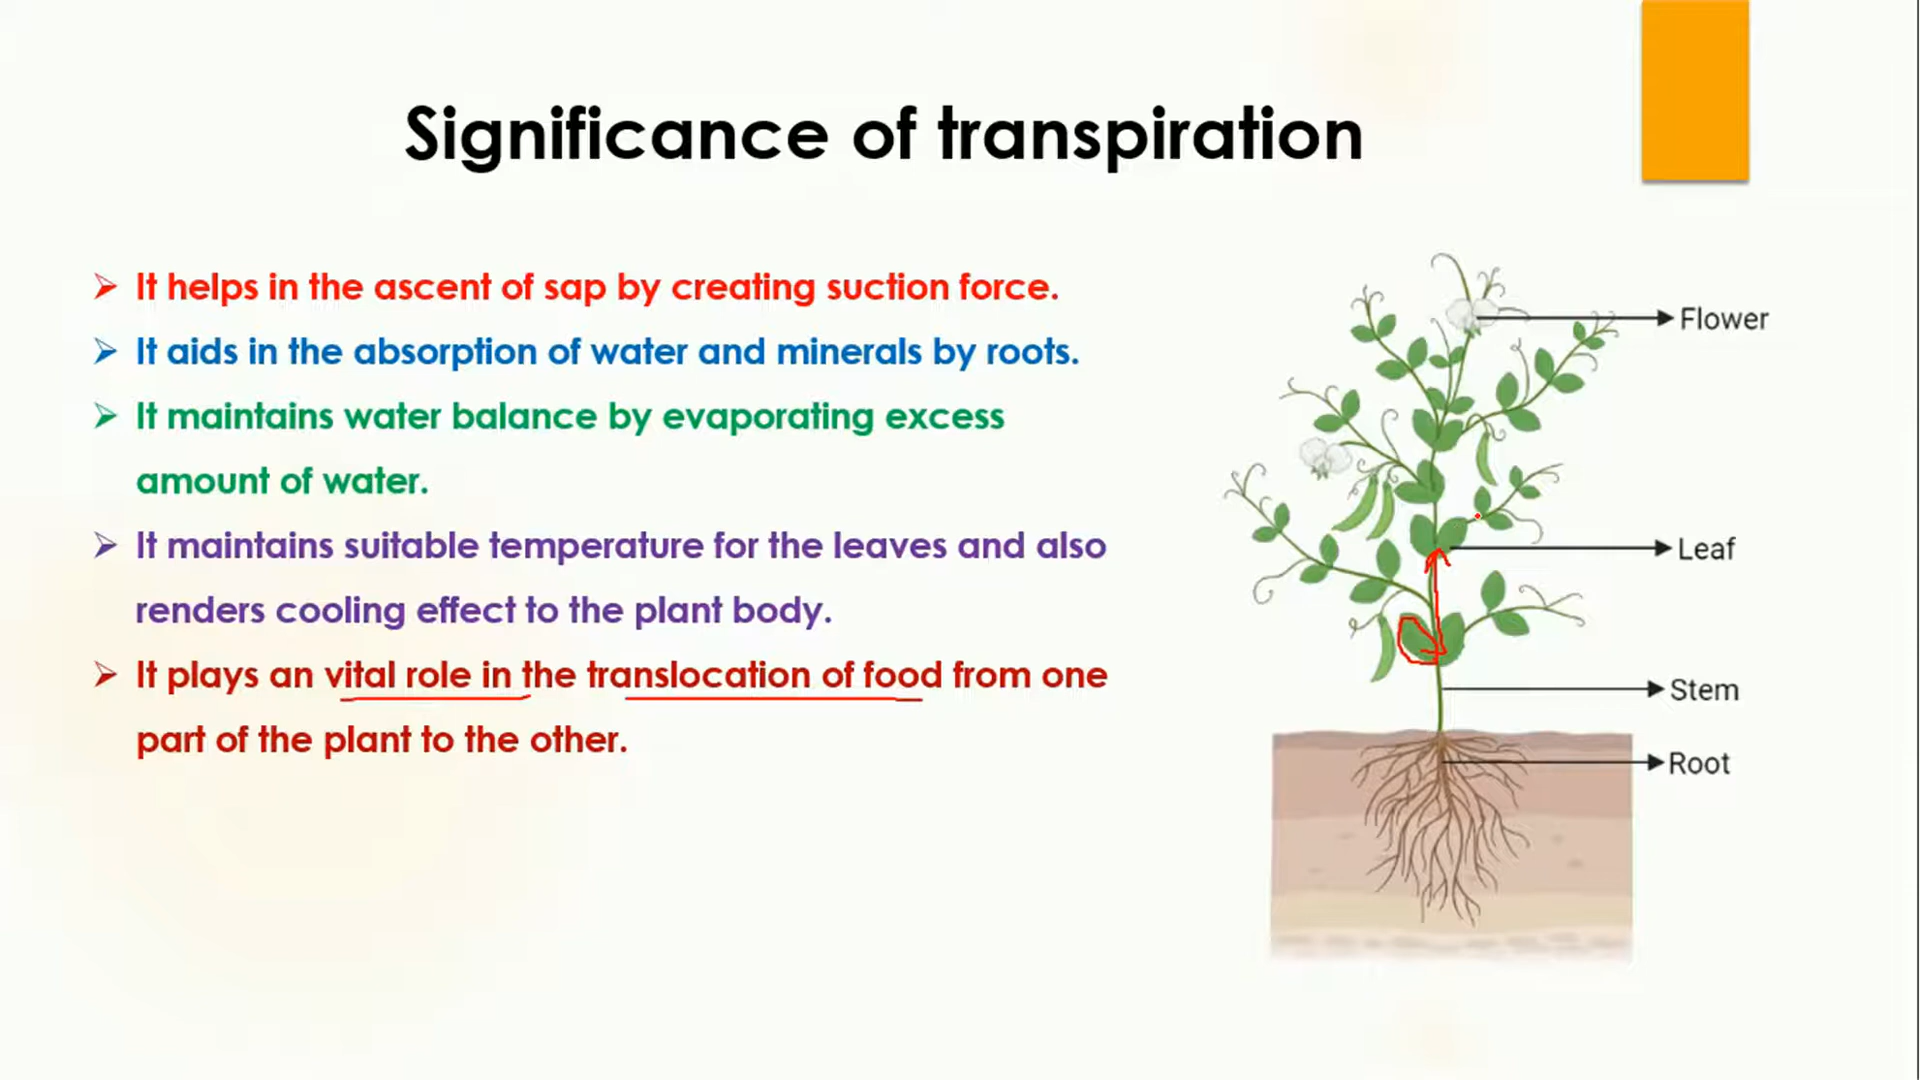 Significance of transpiration
It helps in the ascent of sap by creating suction force.
It aids in the absorption of water and minerals by roots.
It maintains water balance by evaporating excess
amount of water.
It maintains suitable temperature for the leaves and also
renders cooling effect to the plant body.
It plays an vital role in the translocation of food from one
part of the plant to the other.
Flower
Leaf
Stem
Root